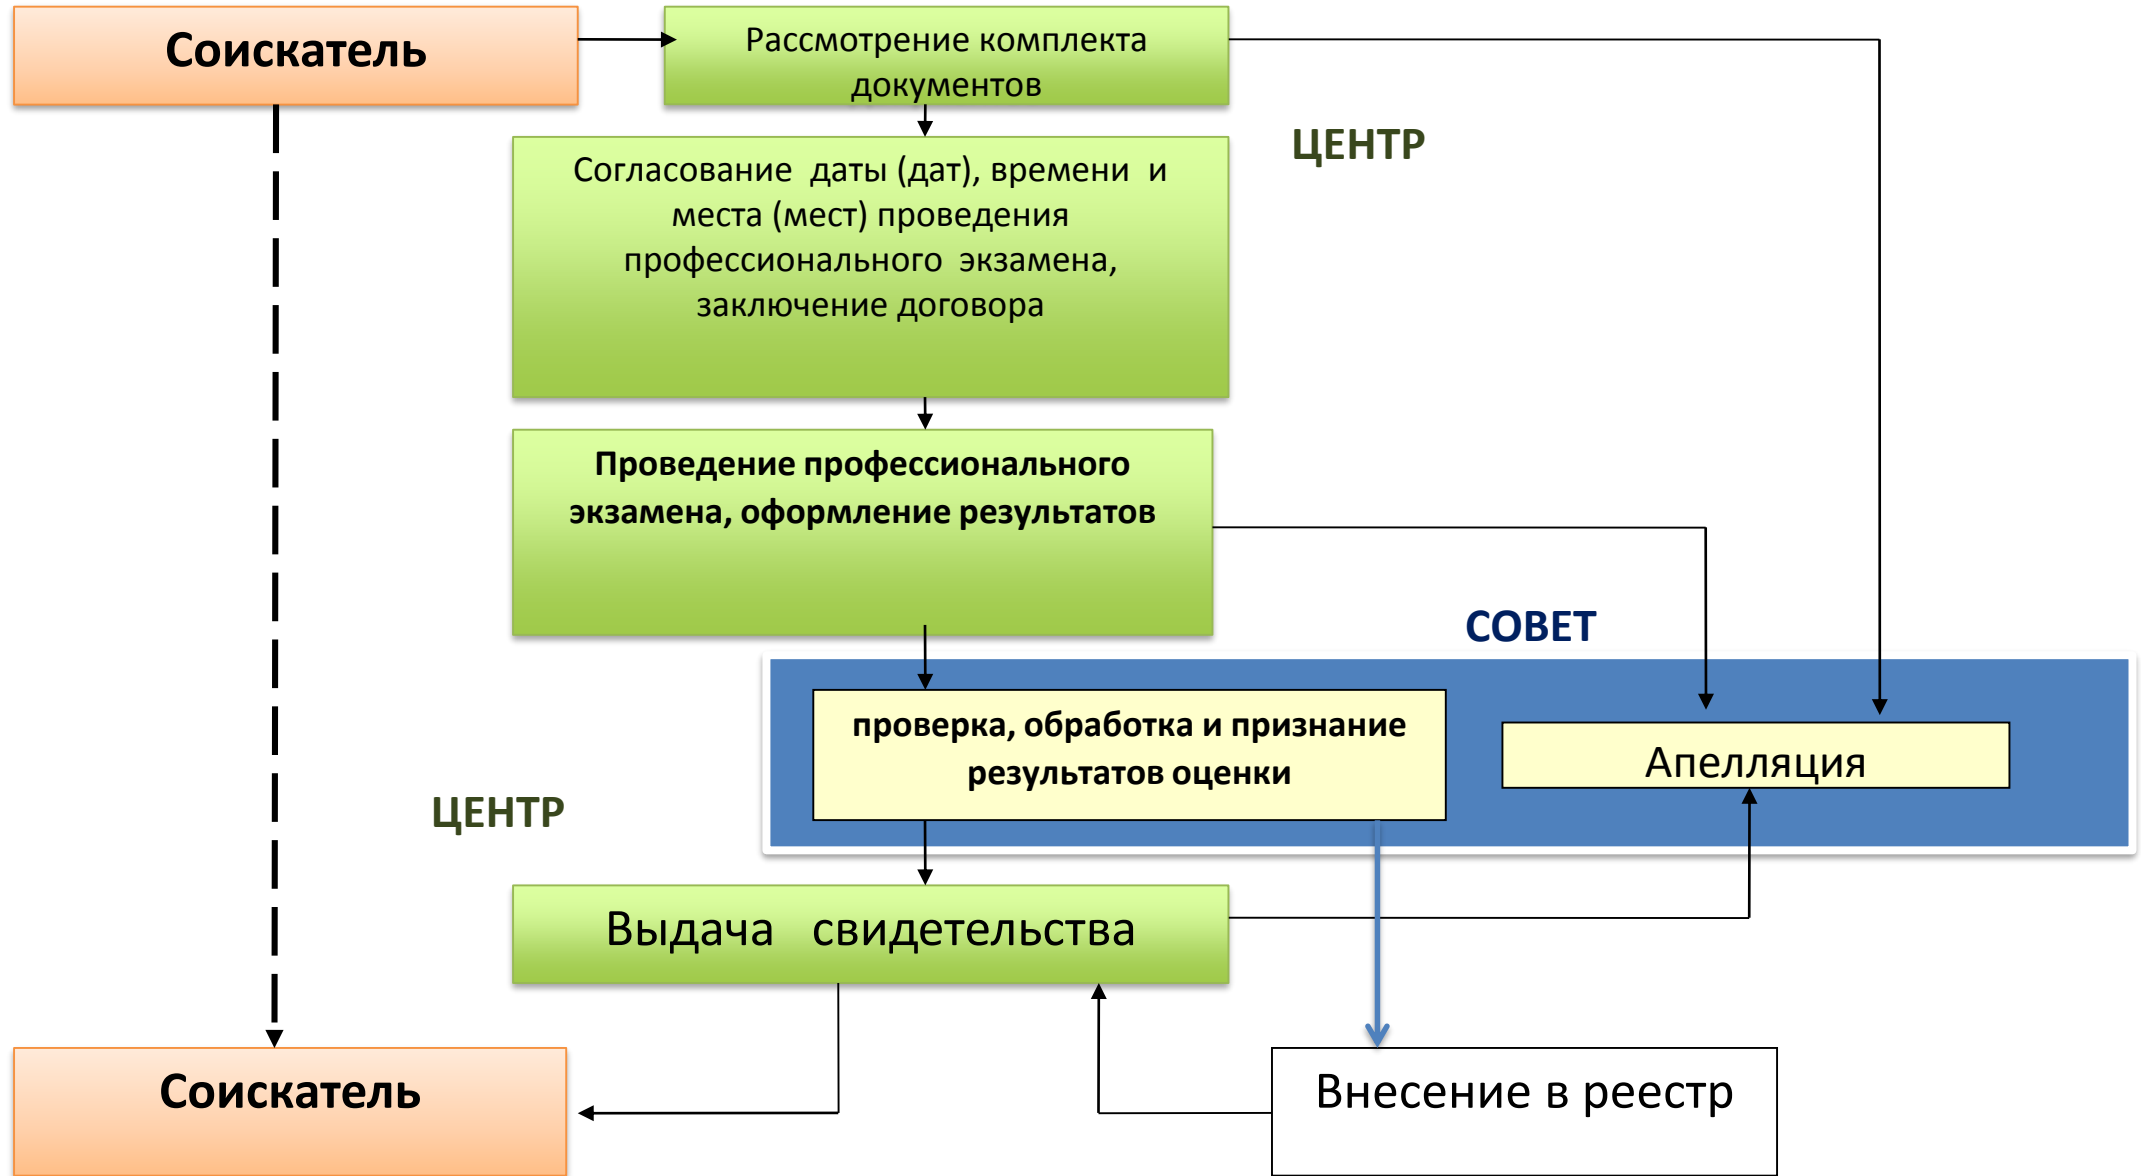 Соискатель
Рассмотрение комплекта
документов
ЦЕНТР
Согласование даты (дат), времени и
места (мест) проведения
профессионального экзамена,
заключение договора
Проведение профессионального
экзамена, оформление результатов
СОВЕТ
проверка, обработка и признание
результатов оценки
Апелляция
ЦЕНТР
Выдача свидетельства
Соискатель
Внесение в реестр